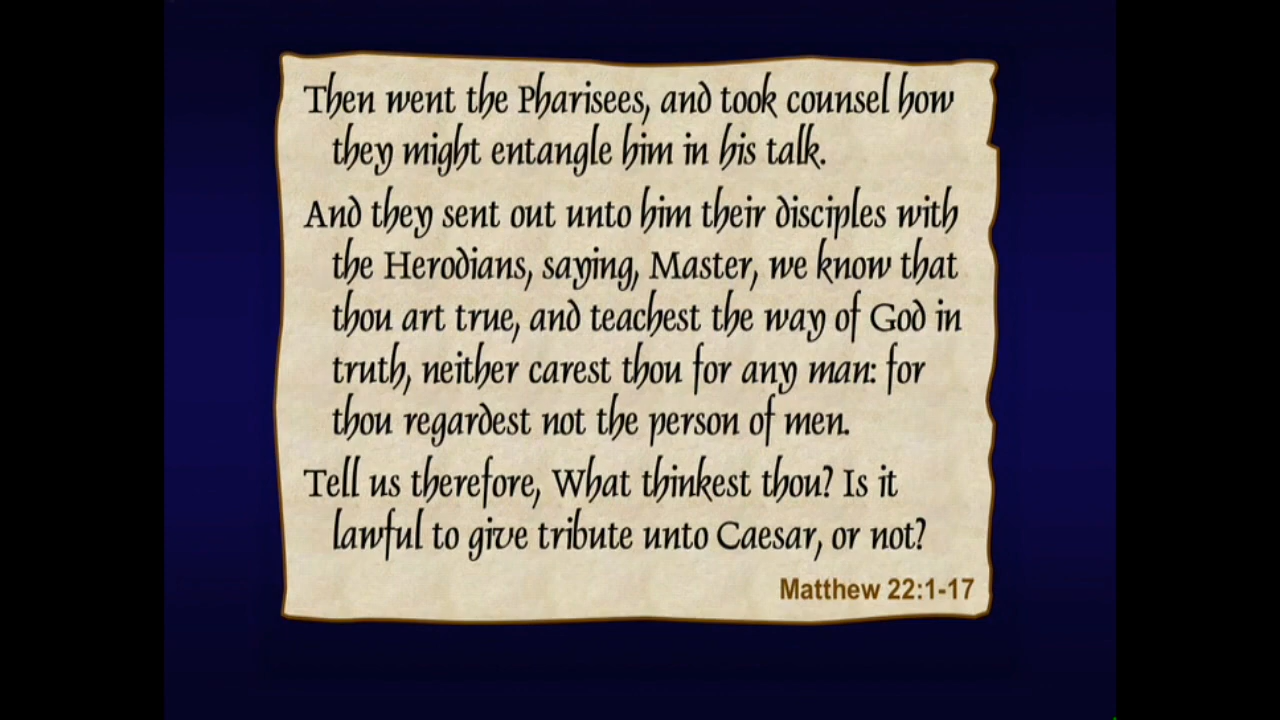 Then went the Pharisees, and took counsel how
they might entangle him in his talk.
And they sent out unto him their disciples with
the Herodians, saying, Master, we know that
thou art true, and teachest the way of God in
truth, neither carest thou for any man: for
thou regardest not the person of men.
Tell us therefore, What thinkest thou? Is it
lawful to give tribute unto Caesar, or not?
Matthew 22:1-17